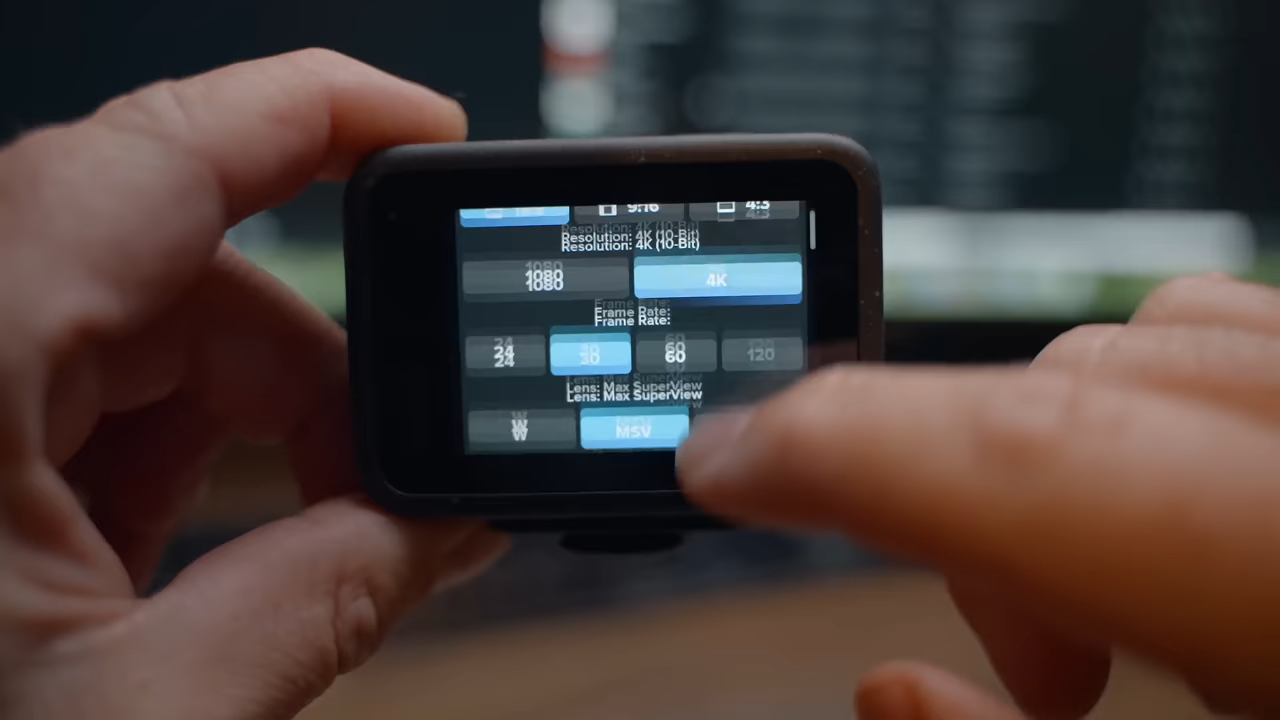 9:16 4:3
Resolution: 4K (10-Bit)
1080 4K
Frame Rate:
24 30 60 120
Lens: Max SuperView
W MSV